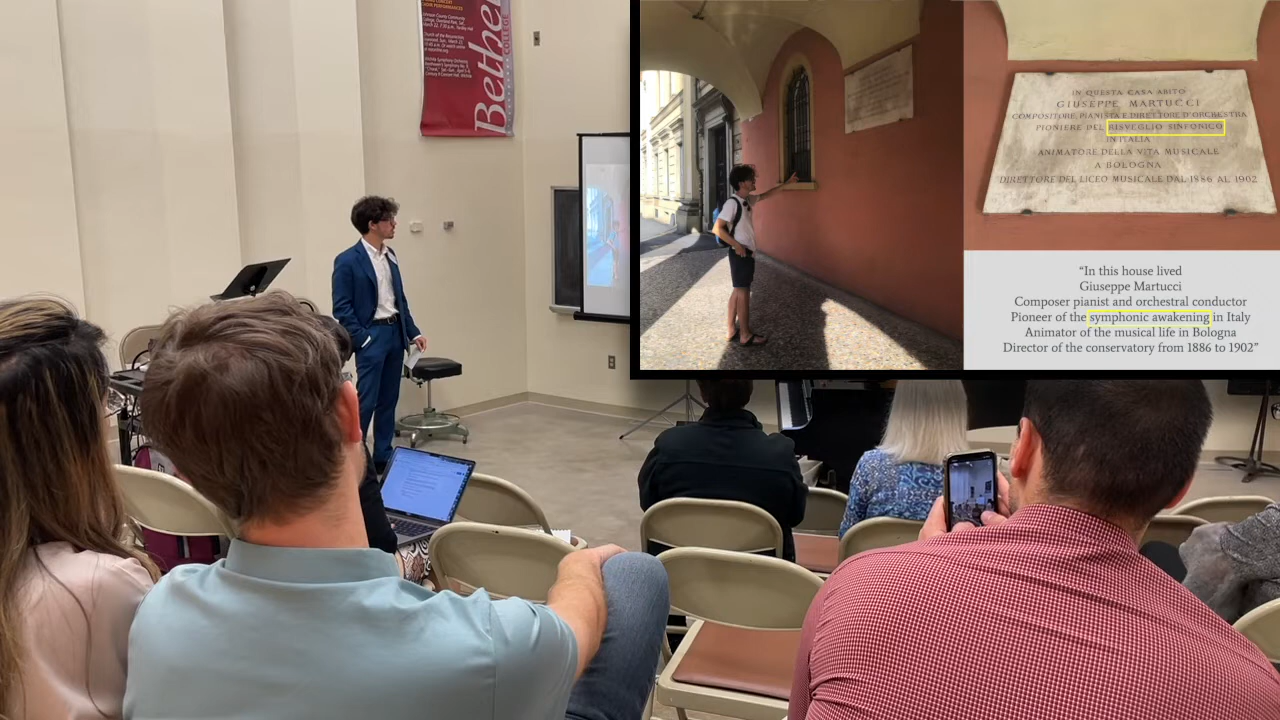 CHOIR PERFORMANCES
Bethel
COLLEGE
IN QUESTA CASA ABITÒ
GIUSEPPE MARTUCCI
COMPOSITORE, PIANISTA E DIRETTORE D'ORCHESTRA
PIONIERE DEL RISVEGLIO SINFONICO
IN ITALIA
ANIMATORE DELLA VITA MUSICALE
A BOLOGNA
DIRETTORE DEL LICEO MUSICALE DAL 1886 AL 1902
“In this house lived
Giuseppe Martucci
Composer pianist and orchestral conductor
Pioneer of the symphonic awakening in Italy
Animator of the musical life in Bologna
Director of the conservatory from 1886 to 1902”